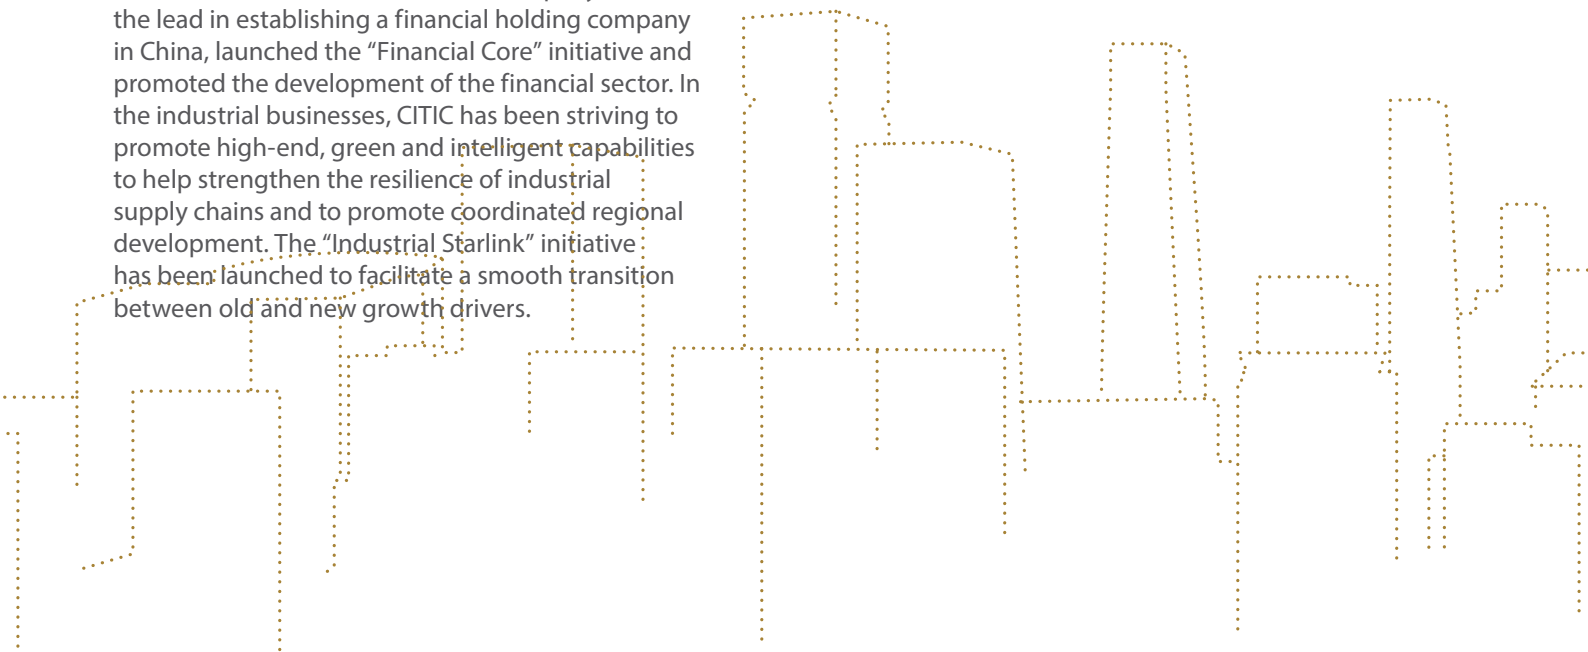 the lead in establishing a financial holding company
in China, launched the “Financial Core” initiative and
promoted the development of the financial sector. In
the industrial businesses, CITIC has been striving to
promote high-end, green and intelligent capabilities
to help strengthen the resilience of industrial
supply chains and to promote coordinated regional
development. The “Industrial Starlink” initiative
has been launched to facilitate a smooth transition
between old and new growth drivers.